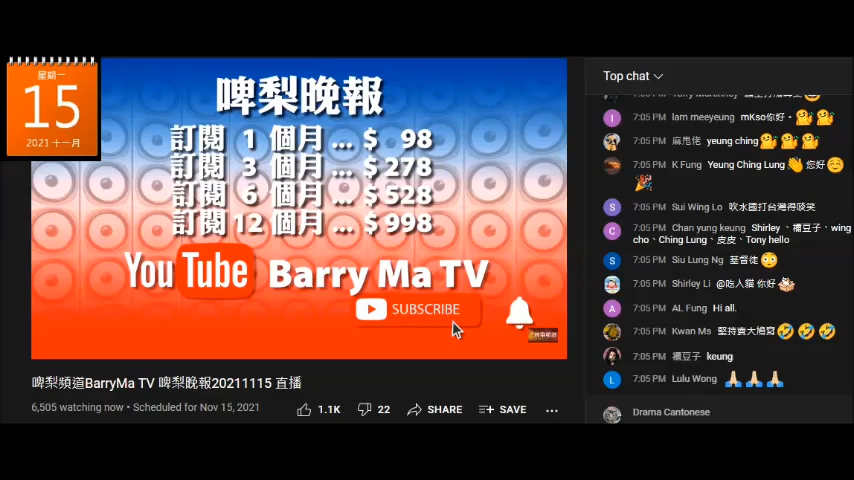 星期一
15
2021 十一月
啤梨晚報
訂閱 1 個月... $ 98
訂閱 3 個月... $ 278
訂閱 6 個月... $ 528
訂閱 12 個月... $ 998
YouTube Barry Ma TV
SUBSCRIBE
啤梨頻道BarryMa TV 啤梨晚報20211115 直播
6,505 watching now • Scheduled for Nov 15, 2021
1.1K 22 SHARE SAVE ...
Top chat
7:05 PM lam meeyeung mKso你好・
7:05 PM 麻甩佬 yeung ching
7:05 PM K Fung Yeung Ching Lung👋您好☺
🎉
7:05 PM Sui Wing Lo 吹水國打台灣得啖笑
7:05 PM Chan yung keung Shirley 、襠豆子、wing
cho、Ching Lung、皮皮、Tony hello
7:05 PM Siu Lung Ng 基督徒😳
7:05 PM Shirley Li @吃人貓 你好
7:05 PM AL Fung Hi all.
7:05 PM Kwan Ms 堅持賣大🤣🤣🤣
7:05 PM 豆子 keung
7:05 PM Lulu Wong 🙏🏻🙏🏻🙏🏻
Drama Cantonese